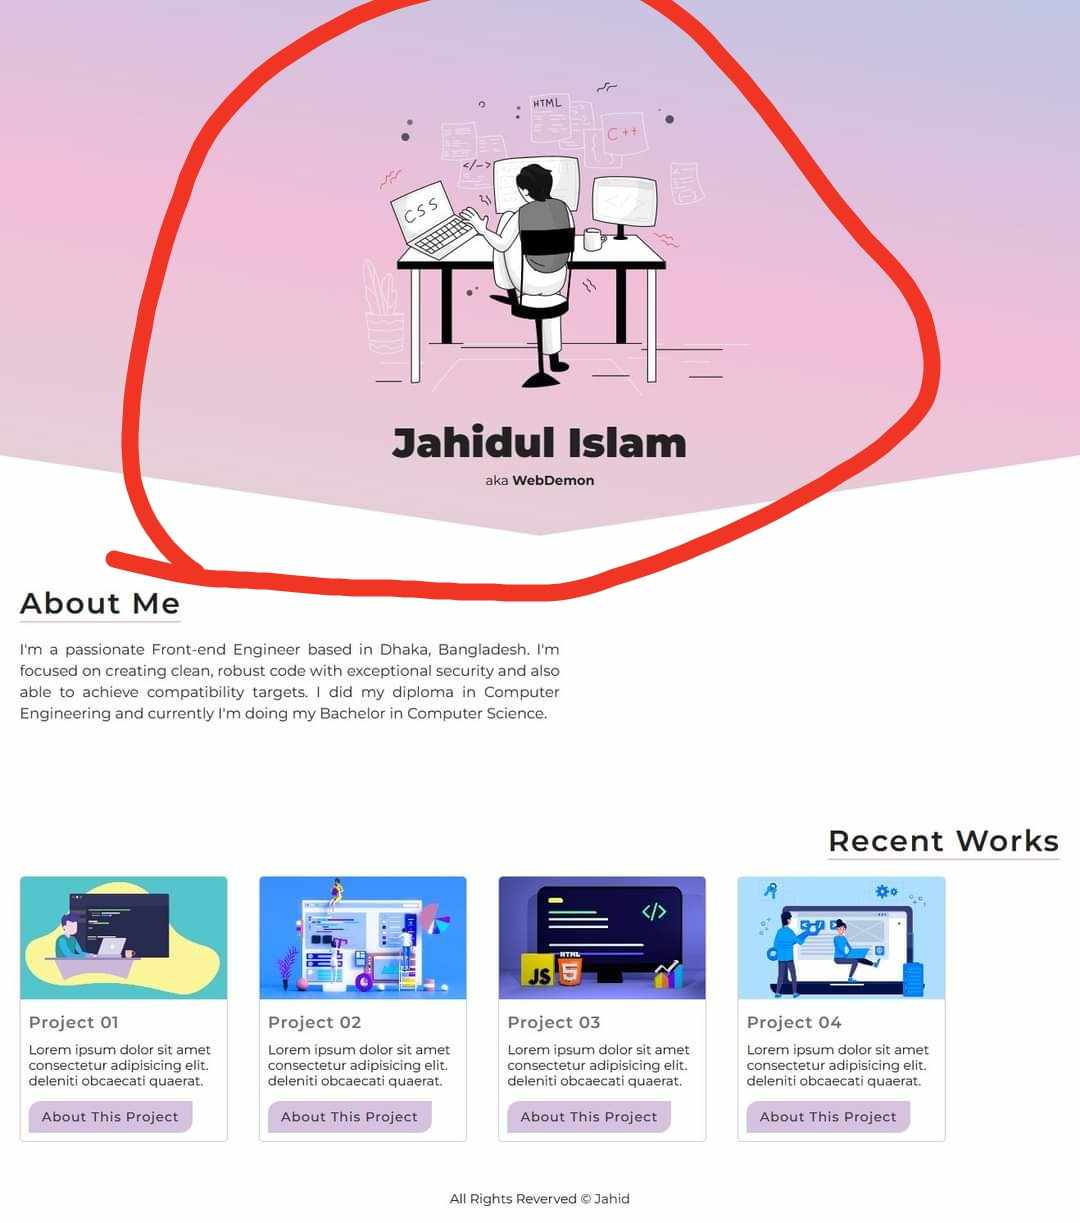 HTML
C++
</-->
CSS
</>
Jahidul Islam
aka WebDemon
About Me
I'm a passionate Front-end Engineer based in Dhaka, Bangladesh. I'm
focused on creating clean, robust code with exceptional security and also
able to achieve compatibility targets. I did my diploma in Computer
Engineering and currently I'm doing my Bachelor in Computer Science.
Recent Works
</>
JS
HTML
5
Project 01
Lorem ipsum dolor sit amet
consectetur adipisicing elit.
deleniti obcaecati quaerat.
About This Project
Project 02
Lorem ipsum dolor sit amet
consectetur adipisicing elit.
deleniti obcaecati quaerat.
About This Project
Project 03
Lorem ipsum dolor sit amet
consectetur adipisicing elit.
deleniti obcaecati quaerat.
About This Project
Project 04
Lorem ipsum dolor sit amet
consectetur adipisicing elit.
deleniti obcaecati quaerat.
About This Project
All Rights Reverved © Jahid